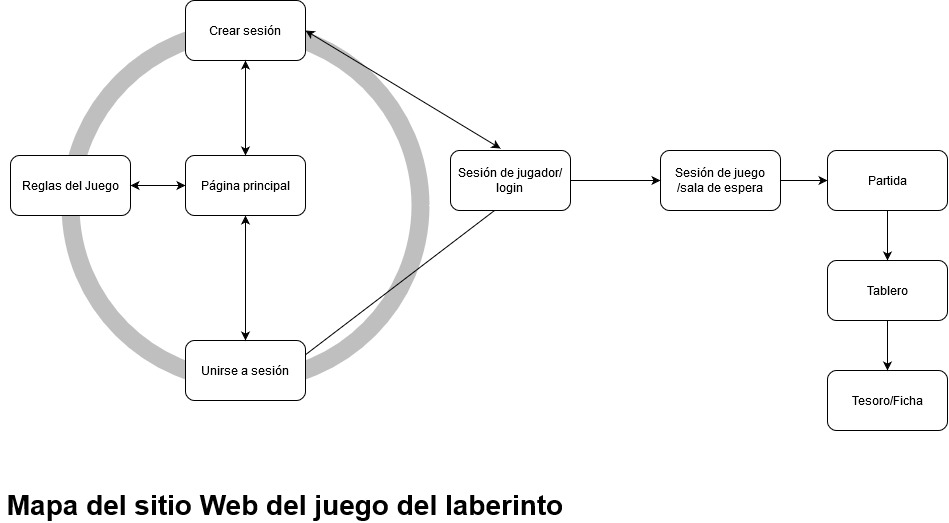 Crear sesión
Reglas del Juego
Página principal
Unirse a sesión
Sesión de jugador/
login
Sesión de juego
/sala de espera
Partida
Tablero
Tesoro/Ficha
Mapa del sitio Web del juego del laberinto